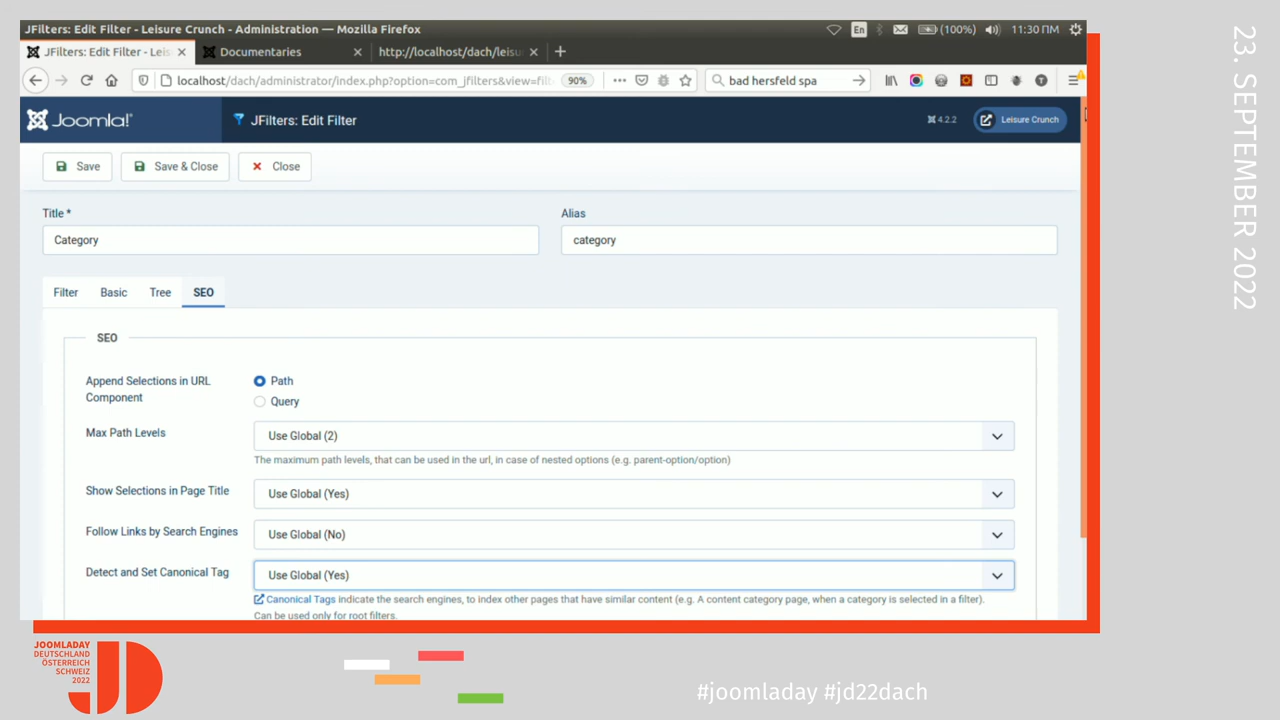 JFilters: Edit Filter - Leisure Crunch - Administration — Mozilla Firefox
En
(100%)
11:30 ПМ
JFilters: Edit Filter - Leis
Documentaries
http://localhost/dach/leisu
localhost/dach/administrator/index.php?option=com_jfilters&view=filt
90%
bad hersfeld spa
Joomla!
JFilters: Edit Filter
4.2.2
Leisure Crunch
Save
Save & Close
Close
Title *
Alias
Category
category
Filter
Basic
Tree
SEO
SEO
Append Selections in URL
Component
Path
Query
Max Path Levels
Use Global (2)
The maximum path levels, that can be used in the url, in case of nested options (e.g. parent-option/option)
Show Selections in Page Title
Use Global (Yes)
Follow Links by Search Engines
Use Global (No)
Detect and Set Canonical Tag
Use Global (Yes)
Canonical Tags indicate the search engines, to index other pages that have similar content (e.g. A content category page, when a category is selected in a filter).
Can be used only for root filters.
23. SEPTEMBER 2022
JOOMLADAY
DEUTSCHLAND
ÖSTERREICH
SCHWEIZ
2022
JD
#joomladay #jd22dach